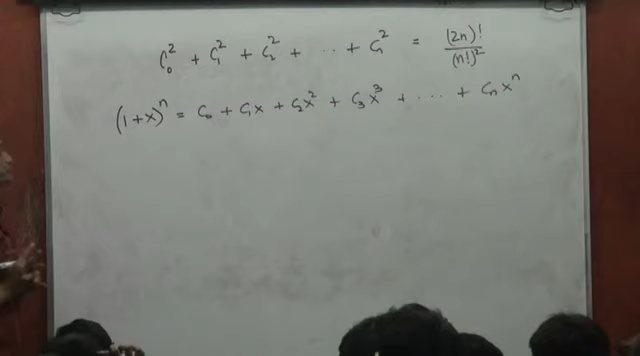 C₀² + C₁² + C₂² + ... + Cₙ² = (2n)! / (n!)²
(1+x)ⁿ = C₀ + C₁x + C₂x² + C₃x³ + ... + Cₙxⁿ